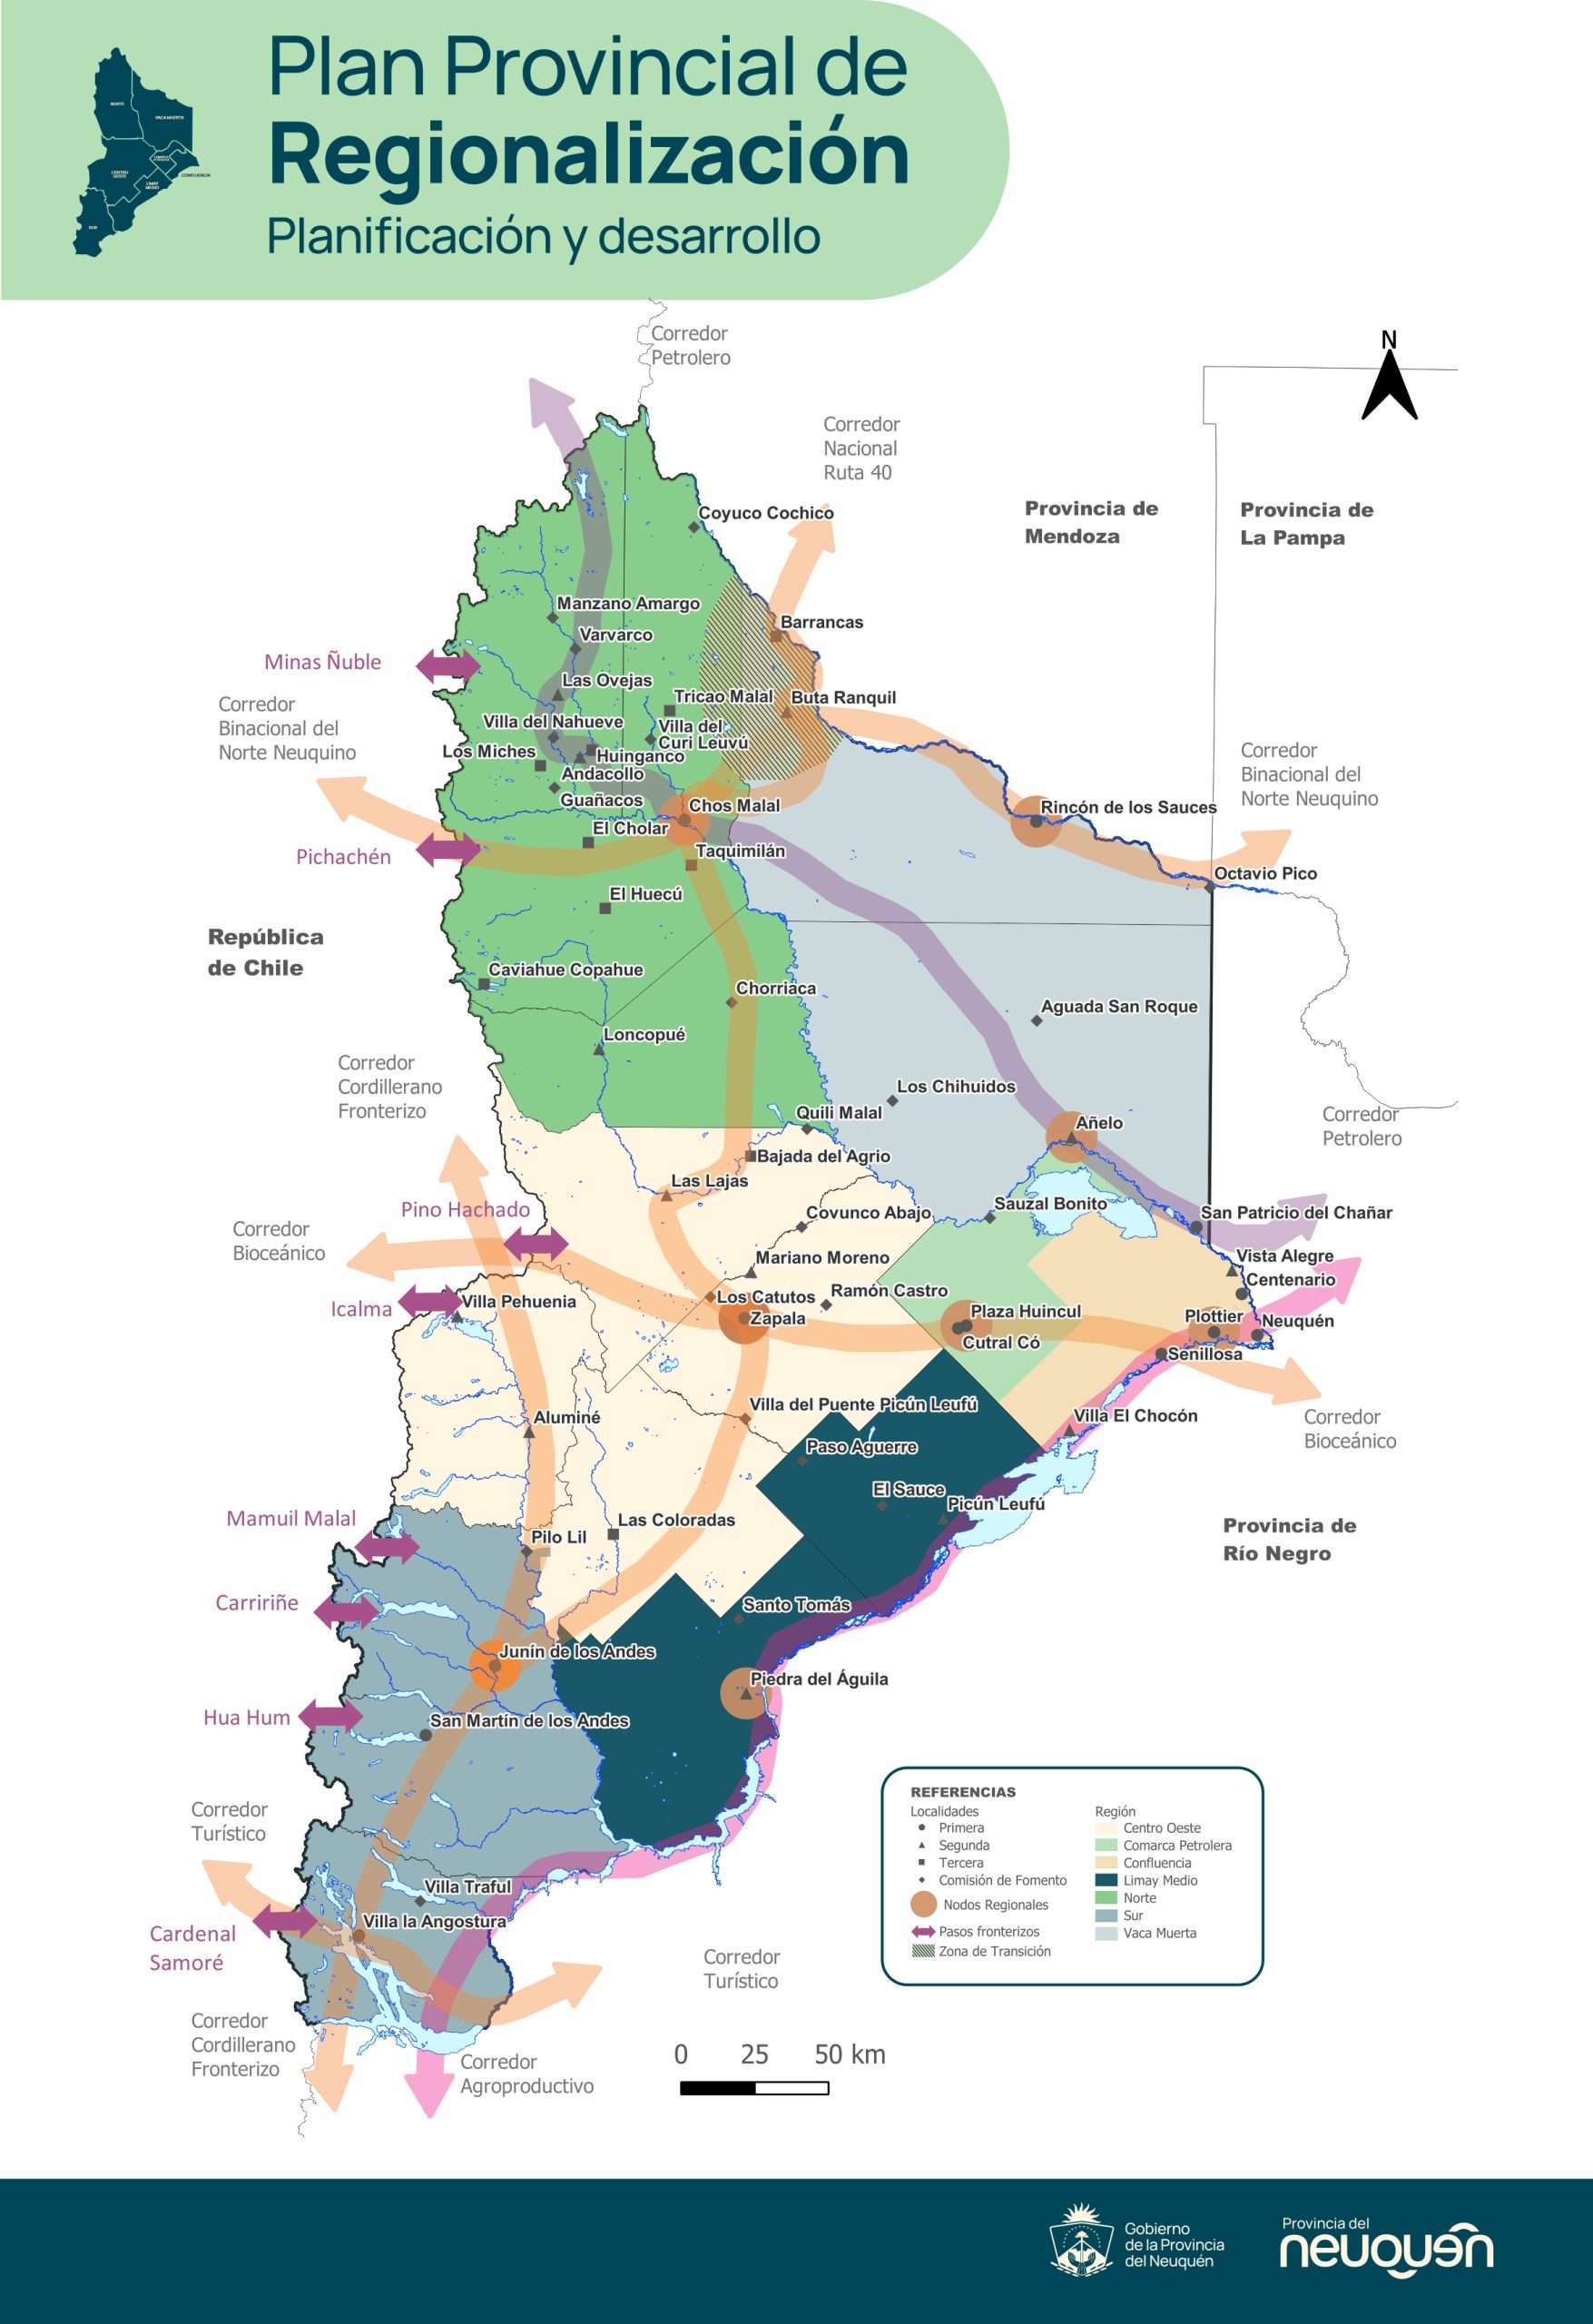 Plan Provincial de
Regionalización
Planificación y desarrollo
NORTE
VACA MUERTA
CENTRO
OESTE
LIMAY
MEDIO
CONFLUENCIA
SUR
Corredor
Petrolero
N
Corredor
Nacional
Ruta 40
Provincia de
Mendoza
Provincia de
La Pampa
Coyuco Cochico
Manzano Amargo
Barrancas
Varvarco
Minas Ñuble
Las Ovejas
Tricao Malal
Buta Ranquil
Corredor
Binacional del
Norte Neuquino
Villa del Nahueve
Villa del
Curi Leuvú
Los Miches
Huinganco
Andacollo
Guañacos
Corredor
Binacional del
Norte Neuquino
Chos Malal
Rincón de los Sauces
El Cholar
Pichachén
Taquimilán
Octavio Pico
El Huecú
República
de Chile
Caviahue Copahue
Chorriaca
Aguada San Roque
Loncopué
Corredor
Cordillerano
Fronterizo
Los Chihuidos
Quili Malal
Añelo
Corredor
Petrolero
Bajada del Agrio
Las Lajas
Pino Hachado
Covunco Abajo
Sauzal Bonito
San Patricio del Chañar
Corredor
Bioceánico
Mariano Moreno
Vista Alegre
Centenario
Icalma
Villa Pehuenia
Los Catutos
Ramón Castro
Zapala
Plaza Huincul
Cutral Có
Plottier
Neuquén
Senillosa
Villa del Puente Picún Leufú
Aluminé
Villa El Chocón
Corredor
Bioceánico
Paso Aguerre
El Sauce
Picún Leufú
Mamuil Malal
Pilo Lil
Las Coloradas
Provincia de
Río Negro
Carririñe
Santo Tomás
Junín de los Andes
Piedra del Águila
Hua Hum
San Martín de los Andes
Corredor
Turístico
Villa Traful
Villa la Angostura
Cardenal
Samoré
Corredor
Turístico
Corredor
Cordillerano
Fronterizo
Corredor
Agroproductivo
REFERENCIAS
Localidades
Primera
Segunda
Tercera
Comisión de Fomento
Nodos Regionales
Pasos fronterizos
Zona de Transición
Región
Centro Oeste
Comarca Petrolera
Confluencia
Limay Medio
Norte
Sur
Vaca Muerta
0 25 50 km
Gobierno
de la Provincia
del Neuquén
Provincia del
neuquén